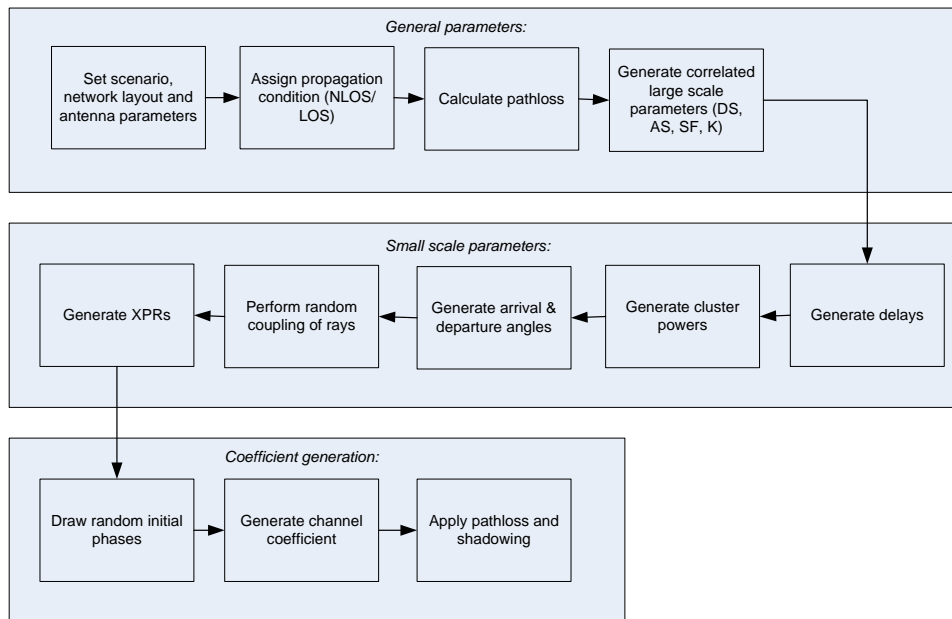 General parameters:
Set scenario,
network layout and
antenna parameters
Assign propagation
condition (NLOS/
LOS)
Calculate pathloss
Generate correlated
large scale
parameters (DS,
AS, SF, K)
Small scale parameters:
Generate XPRs
Perform random
coupling of rays
Generate arrival &
departure angles
Generate cluster
powers
Generate delays
Coefficient generation:
Draw random initial
phases
Generate channel
coefficient
Apply pathloss and
shadowing